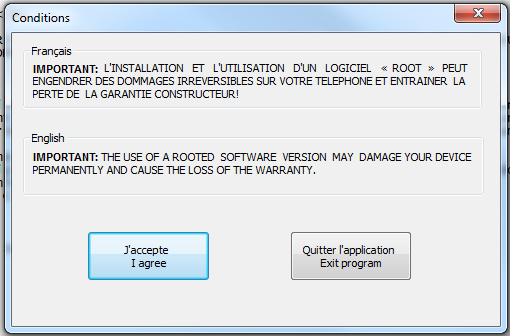 Conditions
Français
IMPORTANT: L'INSTALLATION ET L'UTILISATION D'UN LOGICIEL « ROOT » PEUT
ENGENDRER DES DOMMAGES IRREVERSIBLES SUR VOTRE TELEPHONE ET ENTRAINER LA
PERTE DE LA GARANTIE CONSTRUCTEUR!
English
IMPORTANT: THE USE OF A ROOTED SOFTWARE VERSION MAY DAMAGE YOUR DEVICE
PERMANENTLY AND CAUSE THE LOSS OF THE WARRANTY.
J'accepte
I agree
Quitter l'application
Exit program